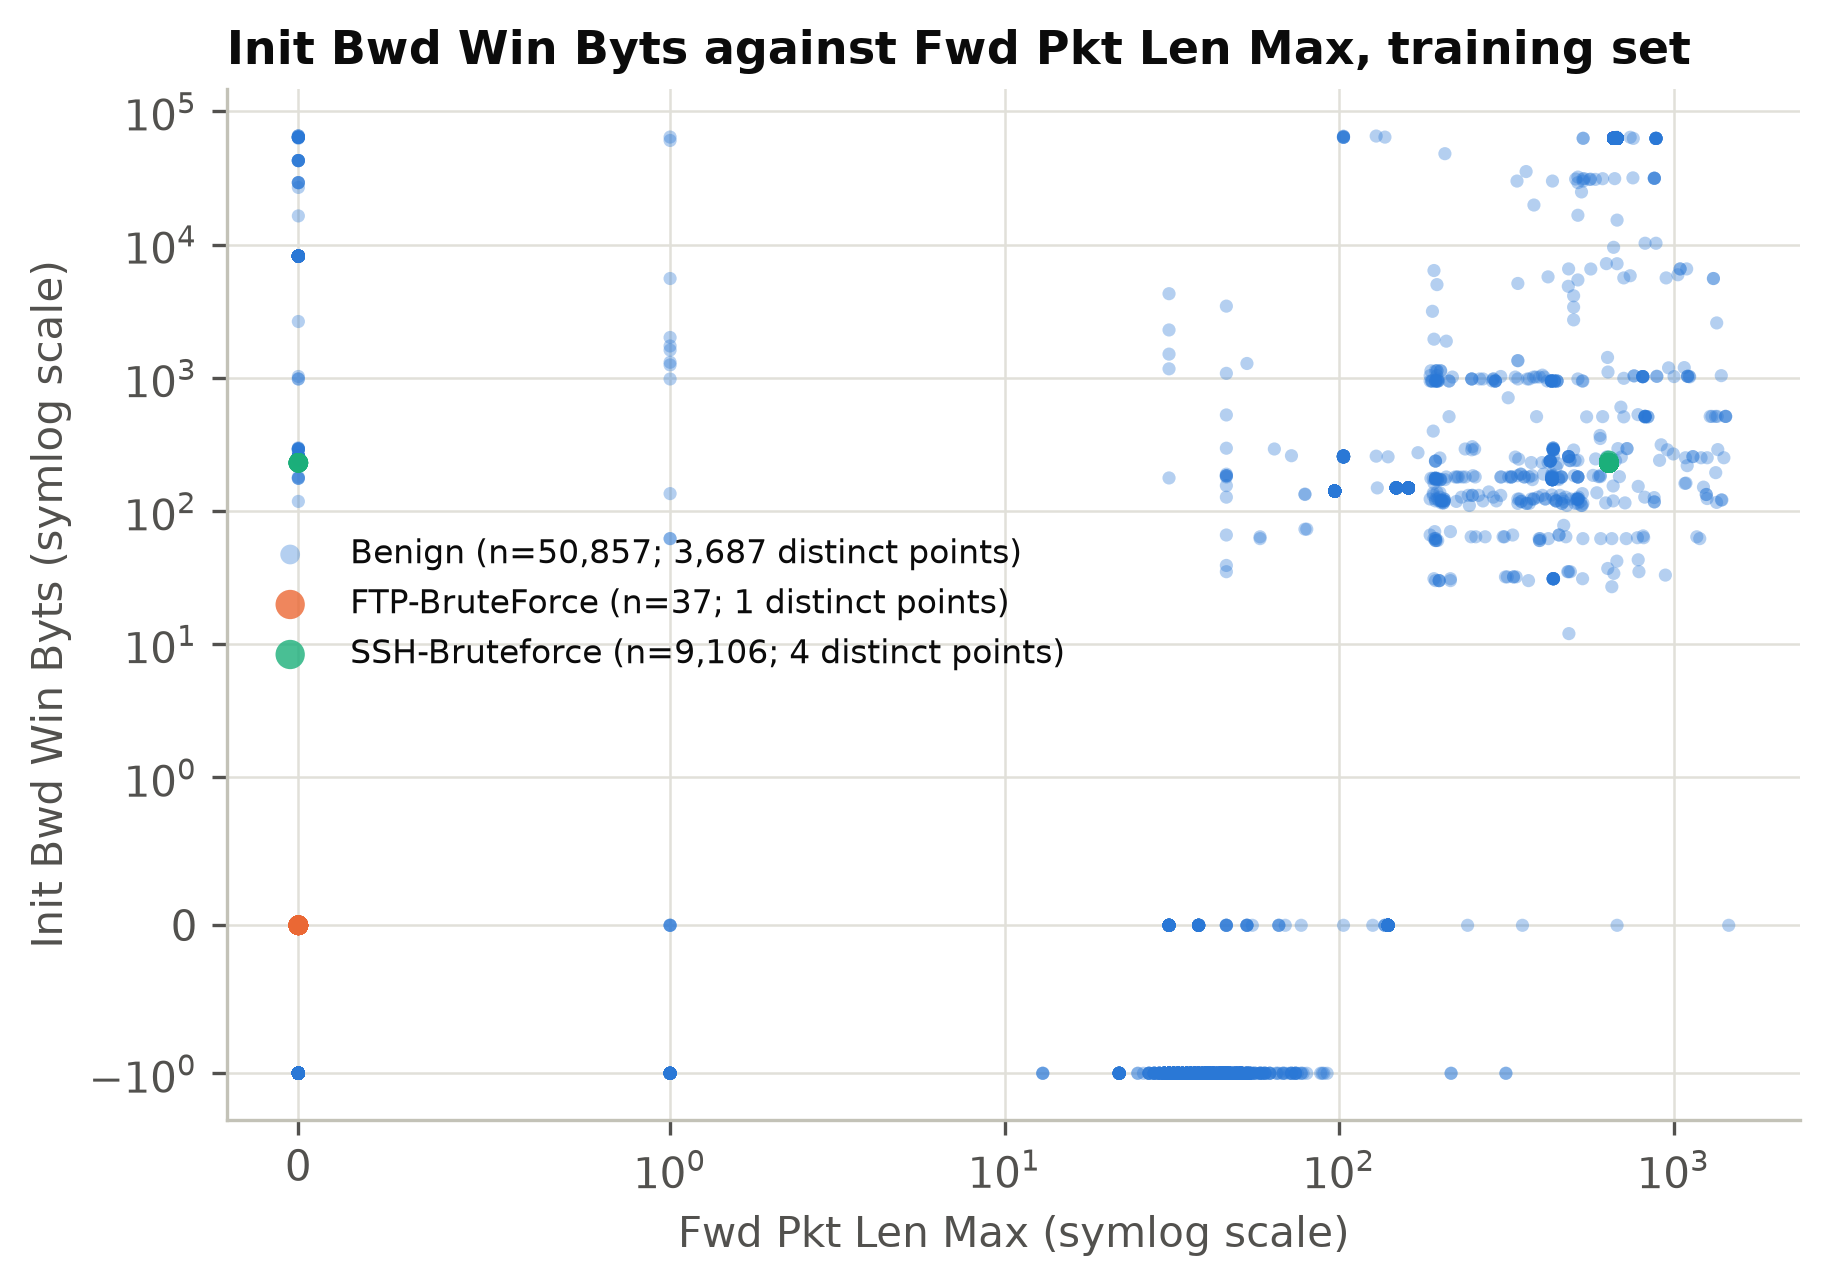 Init Bwd Win Byts against Fwd Pkt Len Max, training set
Init Bwd Win Byts (symlog scale)
10⁵
10⁴
10³
10²
10¹
10⁰
0
−10⁰
Benign (n=50,857; 3,687 distinct points)
FTP-BruteForce (n=37; 1 distinct points)
SSH-Bruteforce (n=9,106; 4 distinct points)
0 10⁰ 10¹ 10² 10³
Fwd Pkt Len Max (symlog scale)